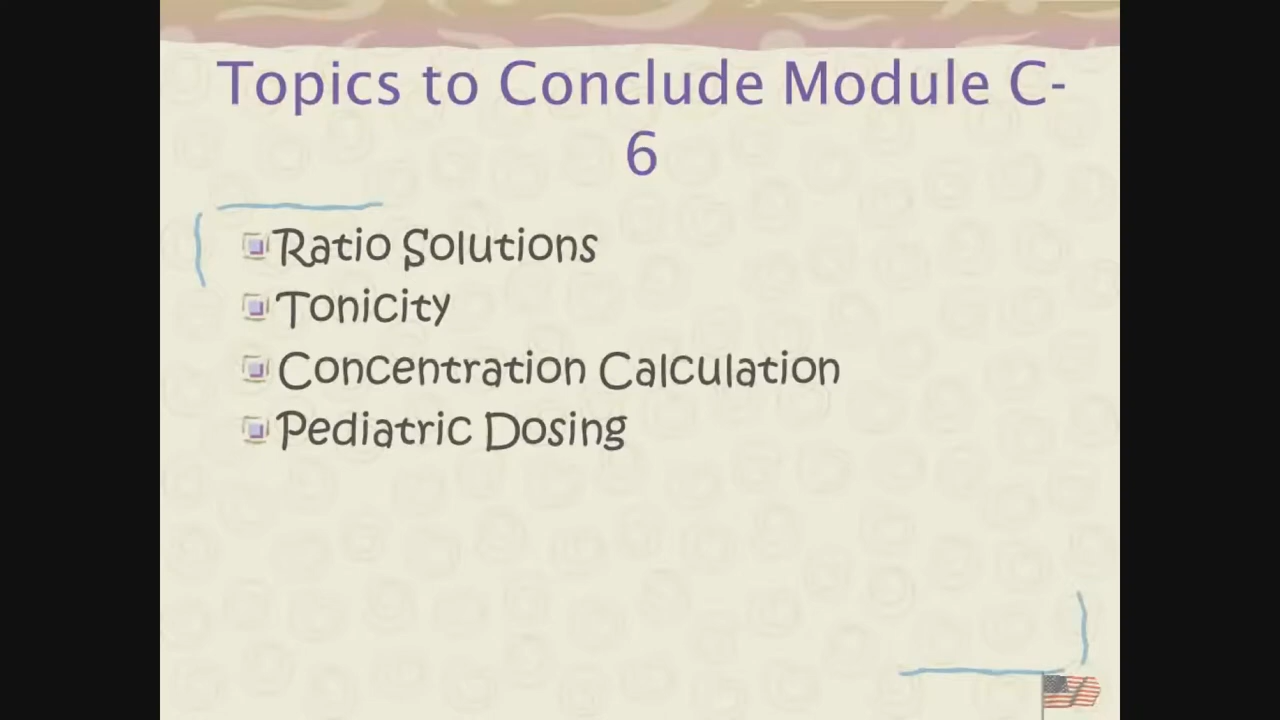 Topics to Conclude Module C-
6
Ratio Solutions
Tonicity
Concentration Calculation
Pediatric Dosing